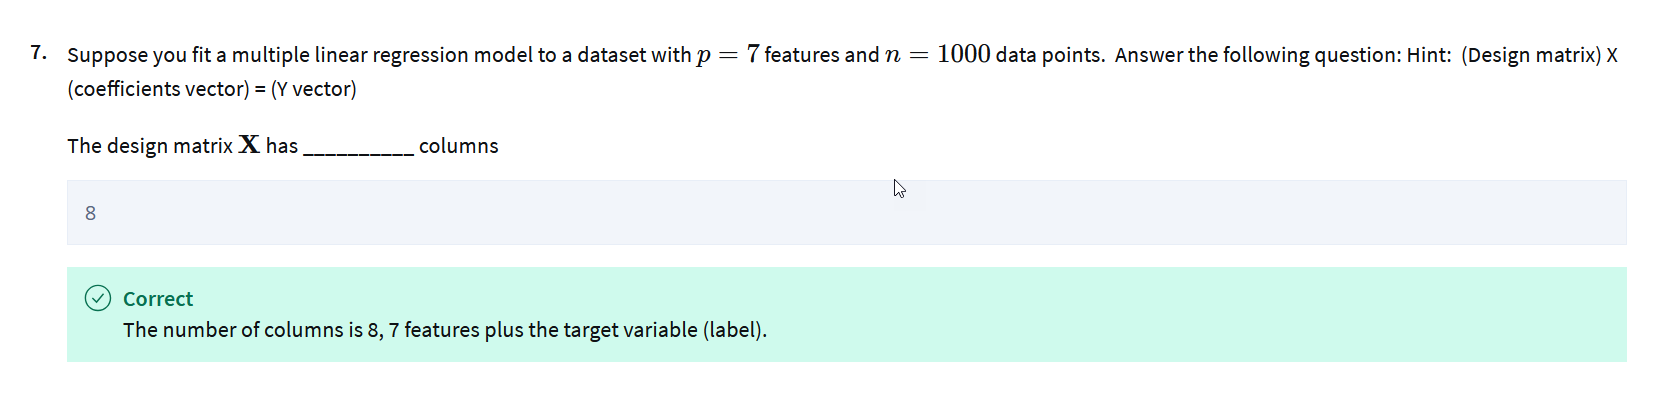 7. Suppose you fit a multiple linear regression model to a dataset with p = 7 features and n = 1000 data points. Answer the following question: Hint: (Design matrix) X
(coefficients vector) = (Y vector)
The design matrix X has __________ columns
8
Correct
The number of columns is 8, 7 features plus the target variable (label).